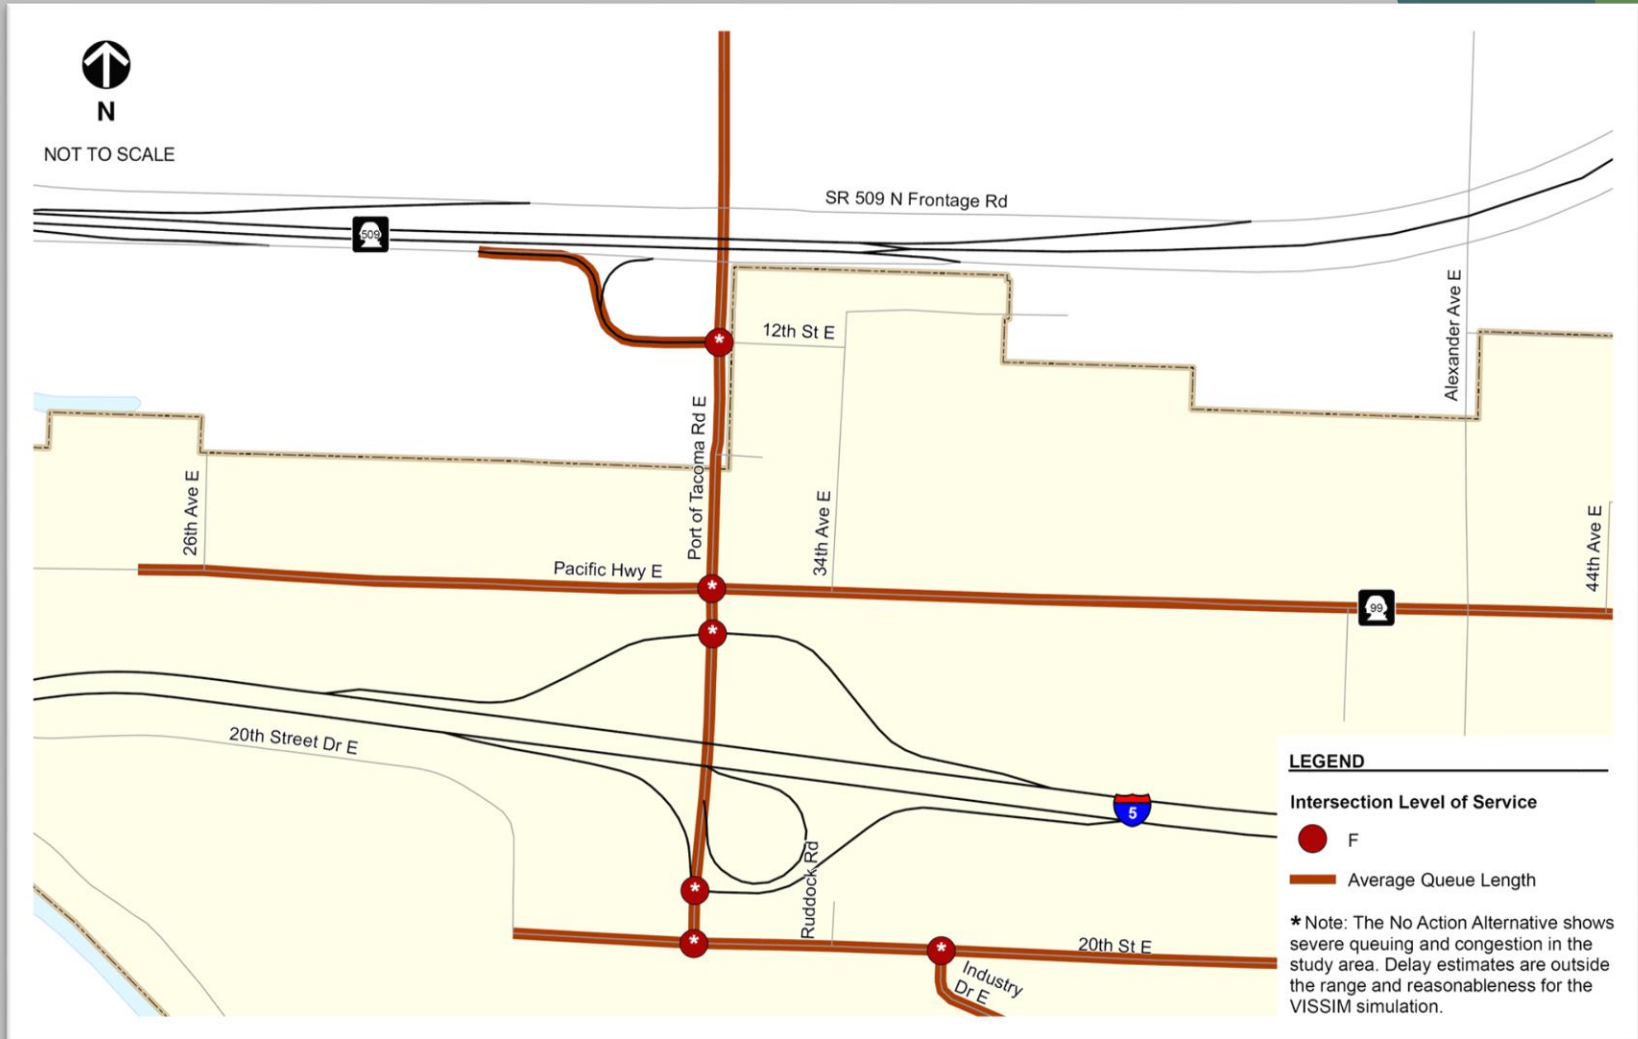 N
NOT TO SCALE
SR 509 N Frontage Rd
509
12th St E
Alexander Ave E
Port of Tacoma Rd E
26th Ave E
34th Ave E
44th Ave E
Pacific Hwy E
99
20th Street Dr E
5
Ruddock Rd
20th St E
Industry
Dr E
LEGEND
Intersection Level of Service
F
Average Queue Length
* Note: The No Action Alternative shows
severe queuing and congestion in the
study area. Delay estimates are outside
the range and reasonableness for the
VISSIM simulation.